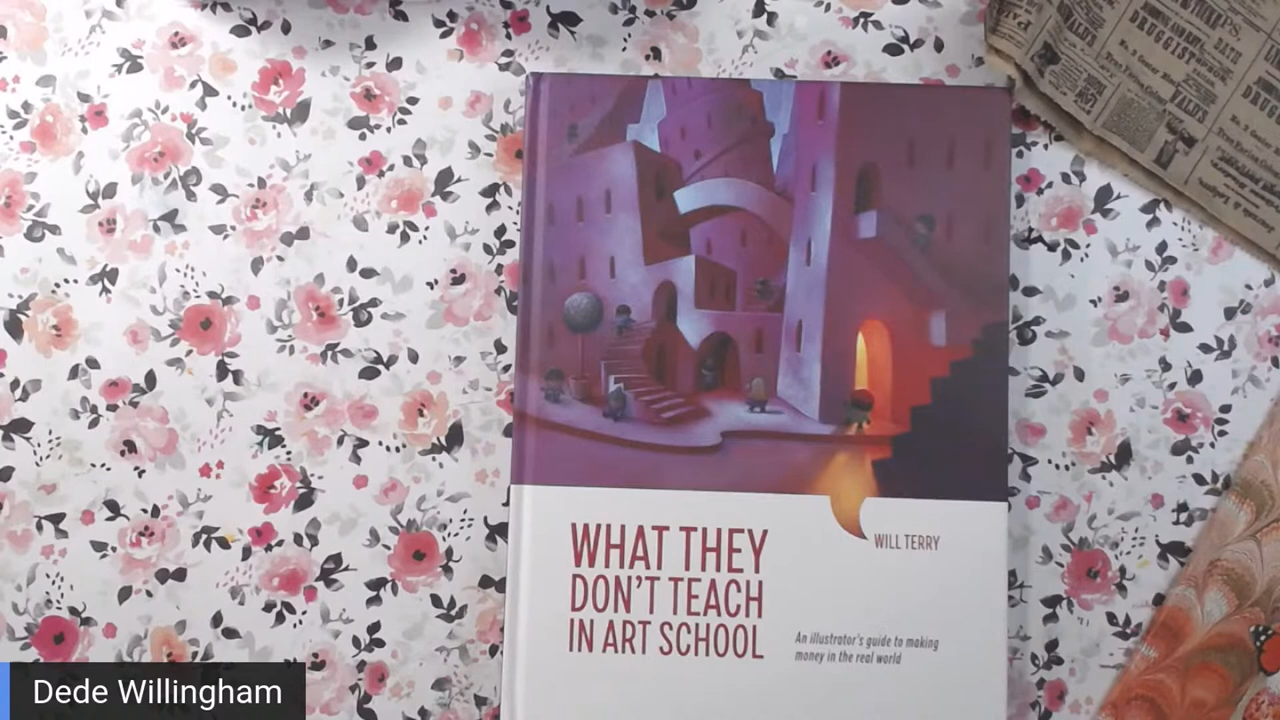 DRUGGIST
WILL TERRY
WHAT THEY
DON'T TEACH
IN ART SCHOOL
An illustrator's guide to making
money in the real world
Dede Willingham